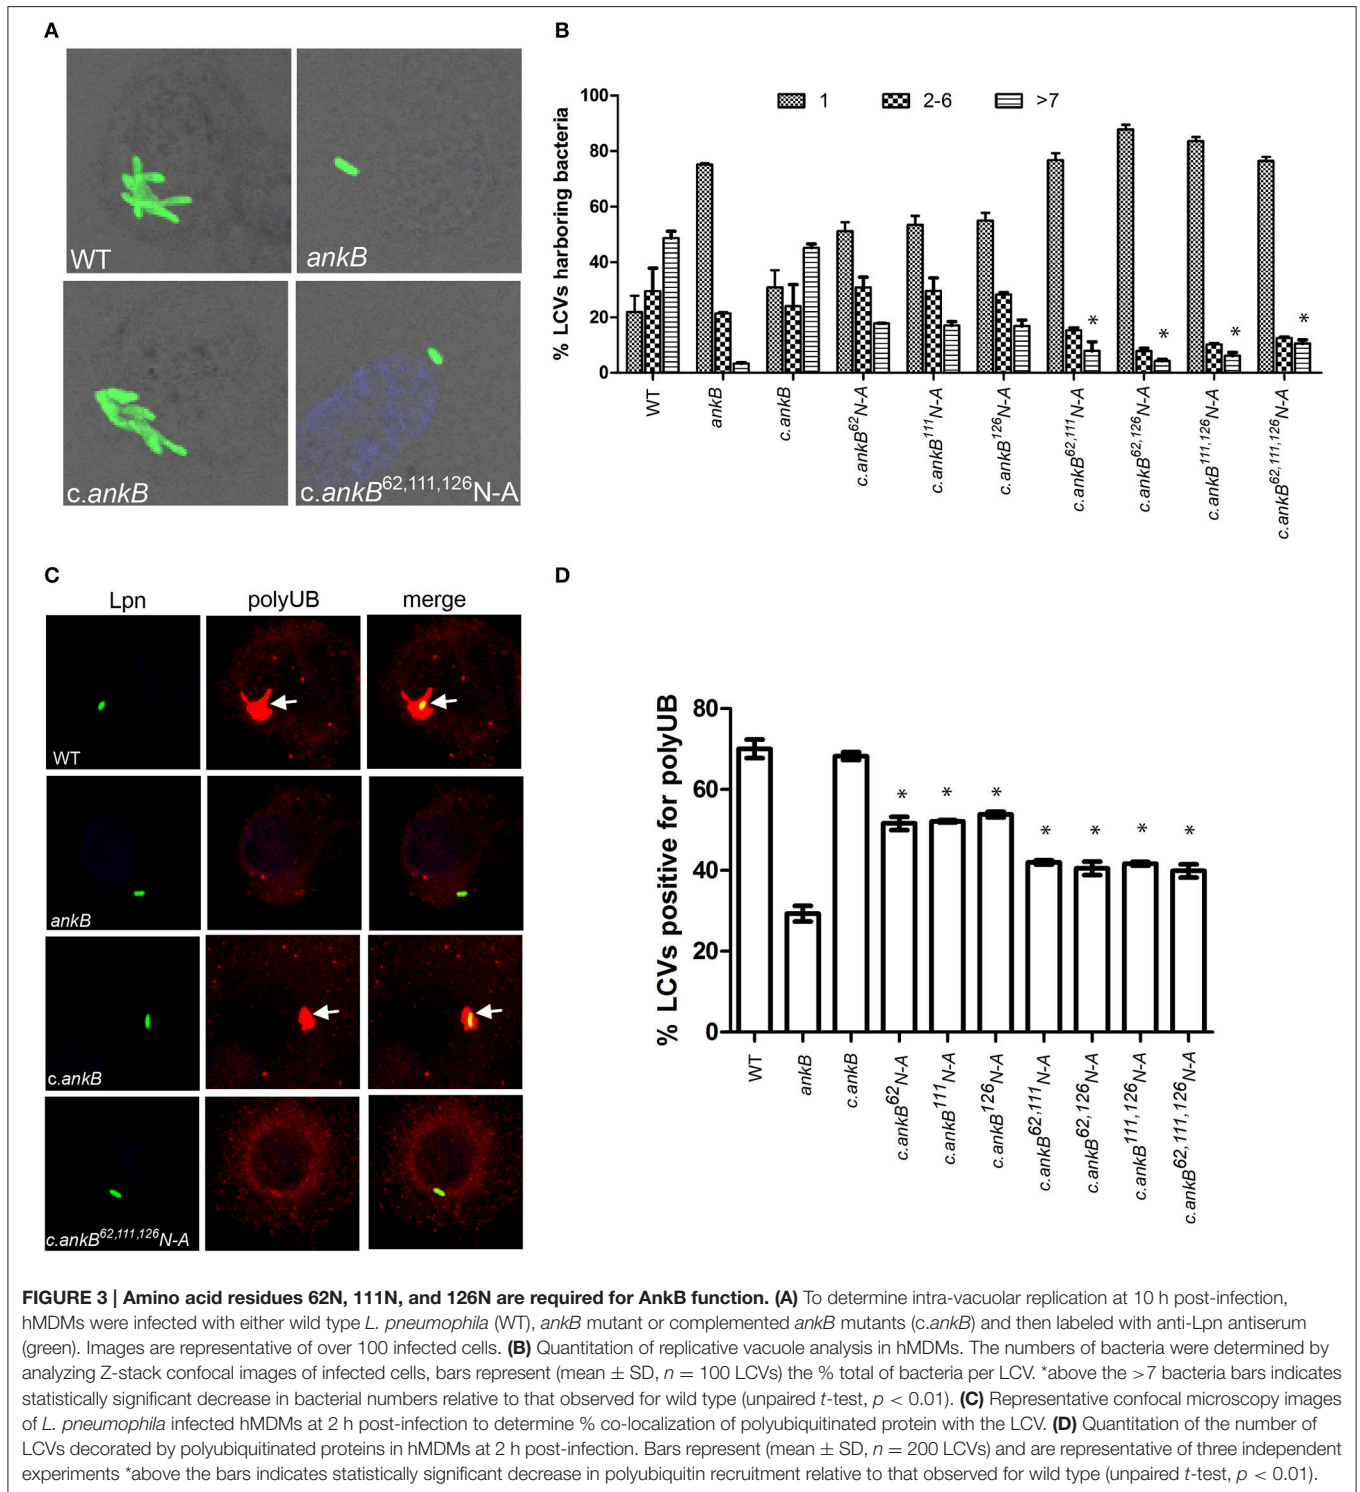 A
WT
ankB
c.ankB
c.ankB62,111,126N-A
B
% LCVs harboring bacteria
100
80
60
40
20
0
1
2-6
>7
*
*
*
*
WT
ankB
c.ankB
c.ankB62N-A
c.ankB111N-A
c.ankB126N-A
c.ankB62,111N-A
c.ankB62,126N-A
c.ankB111,126N-A
c.ankB62,111,126N-A
C
Lpn
polyUB
merge
WT
ankB
c.ankB
c.ankB62,111,126N-A
D
% LCVs positive for polyUB
80
60
40
20
0
*
*
*
*
*
*
*
WT
ankB
c.ankB
c.ankB62N-A
c.ankB111N-A
c.ankB126N-A
c.ankB62,111N-A
c.ankB62,126N-A
c.ankB111,126N-A
c.ankB62,111,126N-A
FIGURE 3 | Amino acid residues 62N, 111N, and 126N are required for AnkB function. (A) To determine intra-vacuolar replication at 10 h post-infection,
hMDMs were infected with either wild type L. pneumophila (WT), ankB mutant or complemented ankB mutants (c.ankB) and then labeled with anti-Lpn antiserum
(green). Images are representative of over 100 infected cells. (B) Quantitation of replicative vacuole analysis in hMDMs. The numbers of bacteria were determined by
analyzing Z-stack confocal images of infected cells, bars represent (mean ± SD, n = 100 LCVs) the % total of bacteria per LCV. *above the >7 bacteria bars indicates
statistically significant decrease in bacterial numbers relative to that observed for wild type (unpaired t-test, p < 0.01). (C) Representative confocal microscopy images
of L. pneumophila infected hMDMs at 2 h post-infection to determine % co-localization of polyubiquitinated protein with the LCV. (D) Quantitation of the number of
LCVs decorated by polyubiquitinated proteins in hMDMs at 2 h post-infection. Bars represent (mean ± SD, n = 200 LCVs) and are representative of three independent
experiments *above the bars indicates statistically significant decrease in polyubiquitin recruitment relative to that observed for wild type (unpaired t-test, p < 0.01).